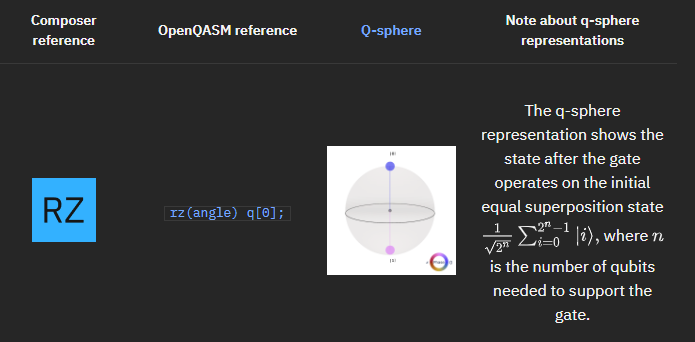 Composer reference
OpenQASM reference
Q-sphere
Note about q-sphere representations
RZ
rz(angle) q[0];
|0⟩
|1⟩
The q-sphere
representation shows the
state after the gate
operates on the initial
equal superposition state
$\frac{1}{\sqrt{2^n}} \sum_{i=0}^{2^n-1} |i\rangle$, where $n$
is the number of qubits
needed to support the
gate.